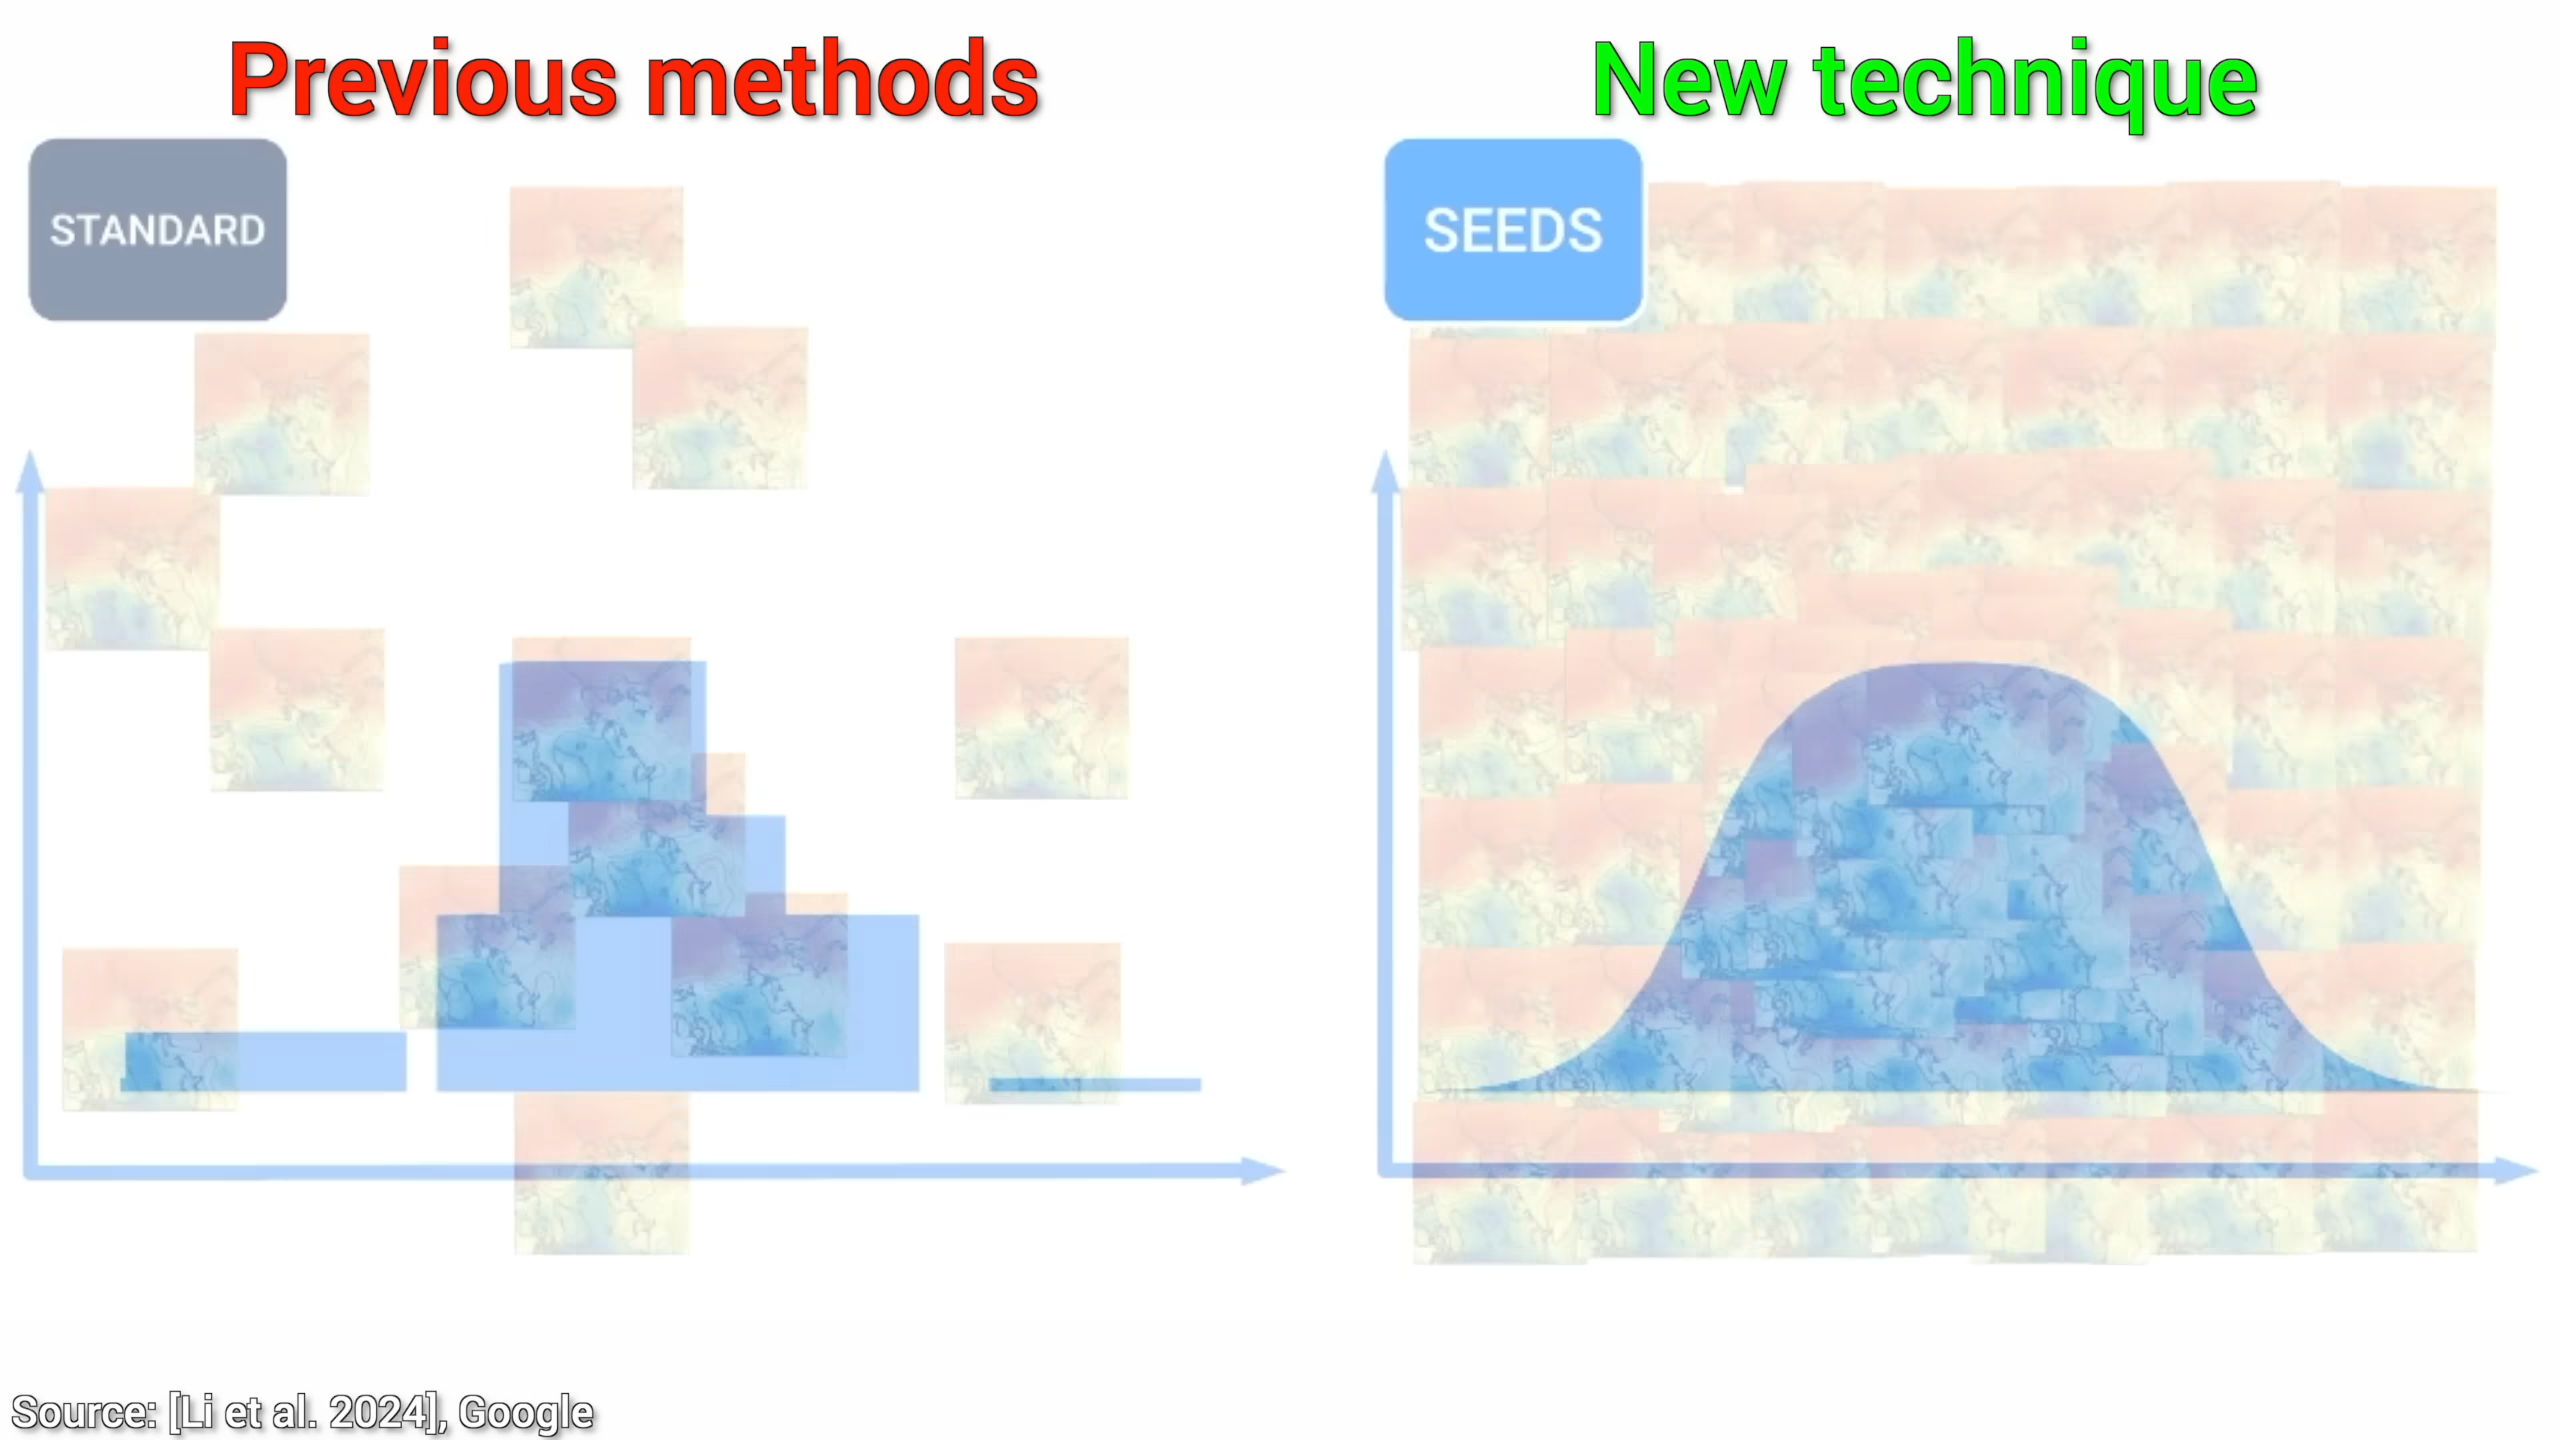 Previous methods
New technique
STANDARD
SEEDS
Source: [Li et al. 2024], Google